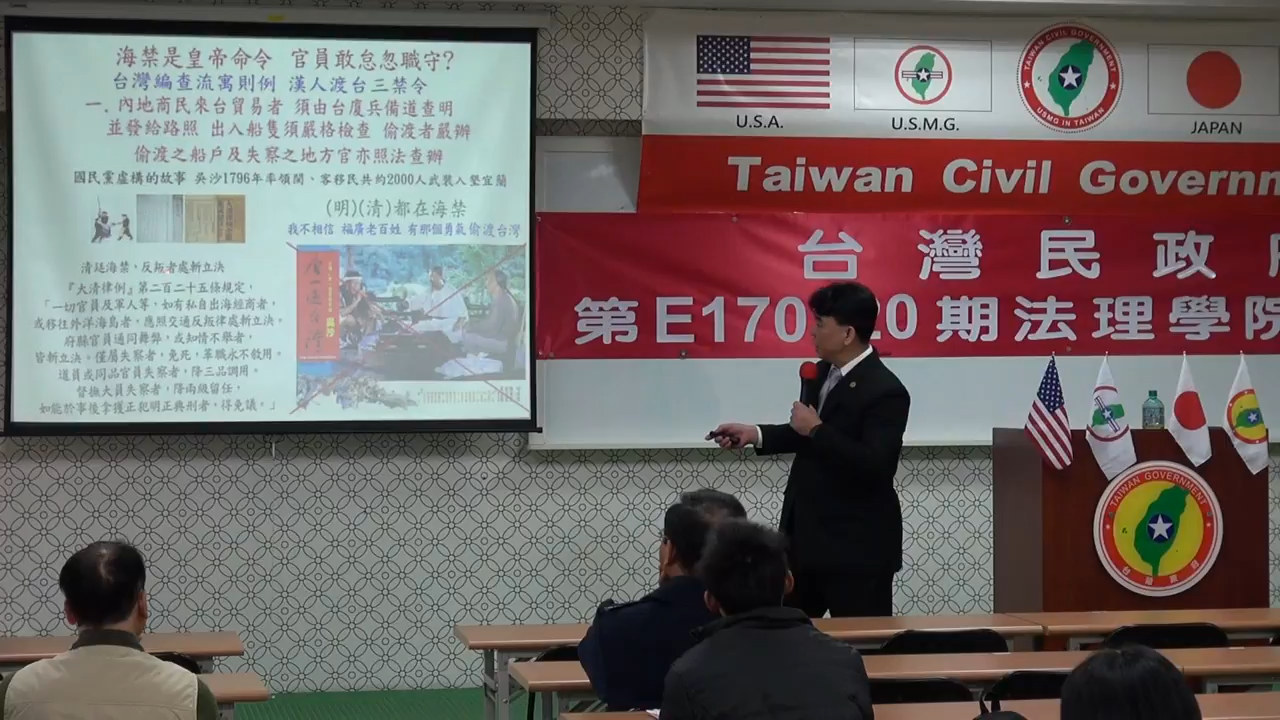 海禁是皇帝命令 官員敢怠忽職守?
台灣編查流寓則例 漢人渡台三禁令
一. 內地商民來台貿易者 須由台廈兵備道查明
並發給路照 出入船隻須嚴格檢查 偷渡者嚴辦
偷渡之船戶及失察之地方官亦照法查辦
國民黨虛構的故事 吳沙1796年率領閩、客移民共約2000人武裝入墾宜蘭
(明)(清)都在海禁
我不相信 福廣老百姓 有那個勇氣偷渡台灣
清廷海禁，反叛者處斬立決
『大清律例』第二百二十五條規定，
「一切官員及軍人等，如有私自出海經商者，
或移往外洋海島者，應照交通反叛律處斬立決。
府縣官員通同舞弊，或知情不舉者，
皆斬立決。僅屬失察者，免死，革職永不敘用。
道員或同品官員失察者，降三品調用。
督撫大員失察者，降兩級留任，
如能於事後拿獲正犯明正典刑者，得免議。」
U.S.A.
U.S.M.G.
TAIWAN CIVIL GOVERNMENT
USMG IN TAIWAN
JAPAN
Taiwan Civil Governm
台灣民政
第E170
20期法理學院
TAIWAN GOVERNMENT